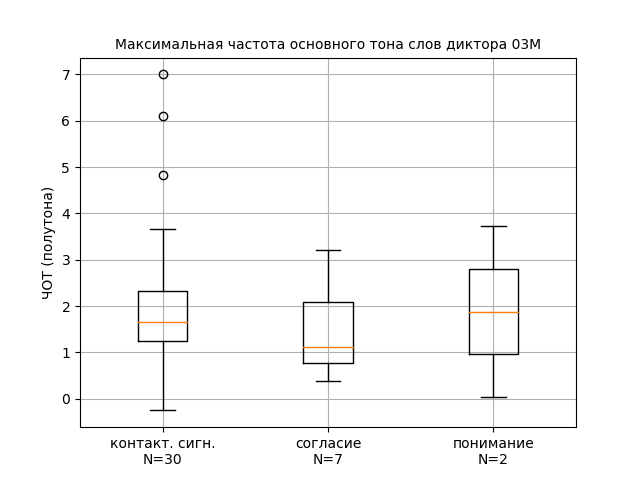 Максимальная частота основного тона слов диктора 03М
ЧОТ (полутона)
7
6
5
4
3
2
1
0
контакт. сигн.
N=30
согласие
N=7
понимание
N=2